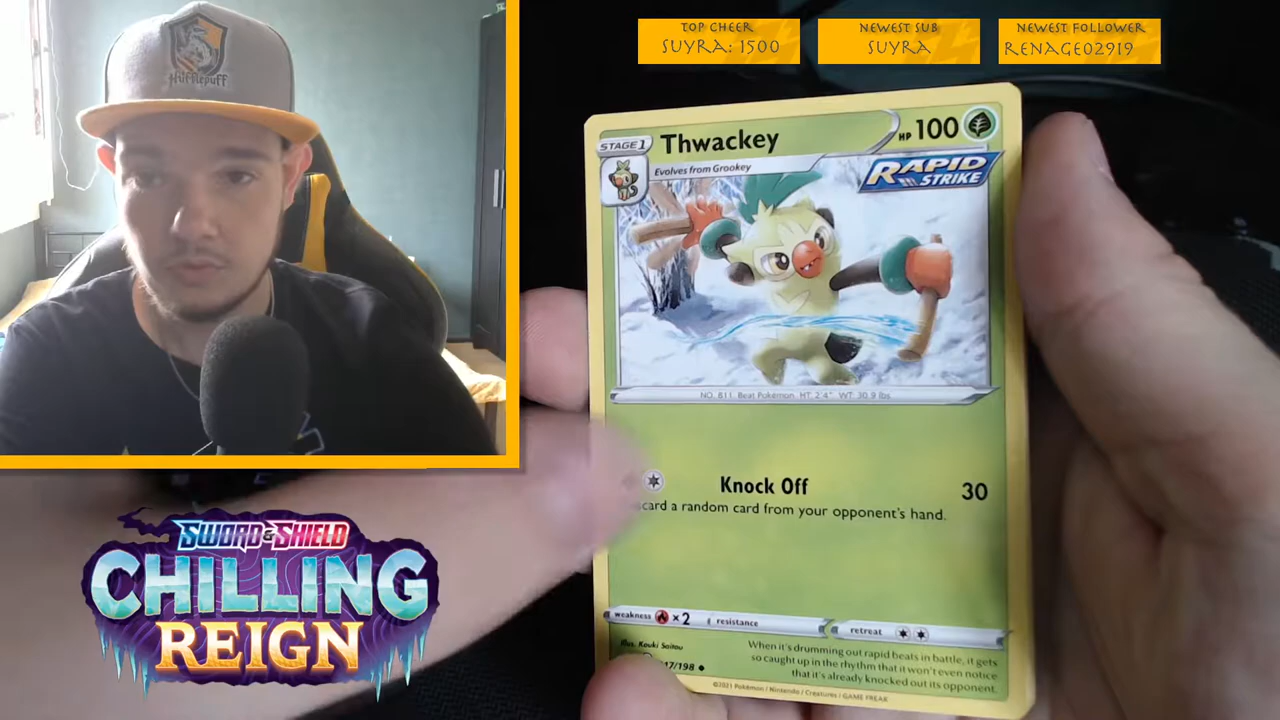 Hufflepuff
TOP CHEER
SUYRA: 1500
NEWEST SUB
SUYRA
NEWEST FOLLOWER
RENAGE02919
STAGE 1
Thwackey
HP 100
Evolves from Grookey
RAPID
STRIKE
NO. 811 Beat Pokémon HT: 2'4" WT: 30.9 lbs
Knock Off 30
card a random card from your opponent's hand.
weakness ×2 resistance retreat
Illus. Kouki Saitou
17/198
When it's drumming out rapid beats in battle, it gets
so caught up in the rhythm that it won't even notice
that it's already knocked out its opponent.
©2021 Pokémon / Nintendo / Creatures / GAME FREAK
SWORD & SHIELD
CHILLING
REIGN